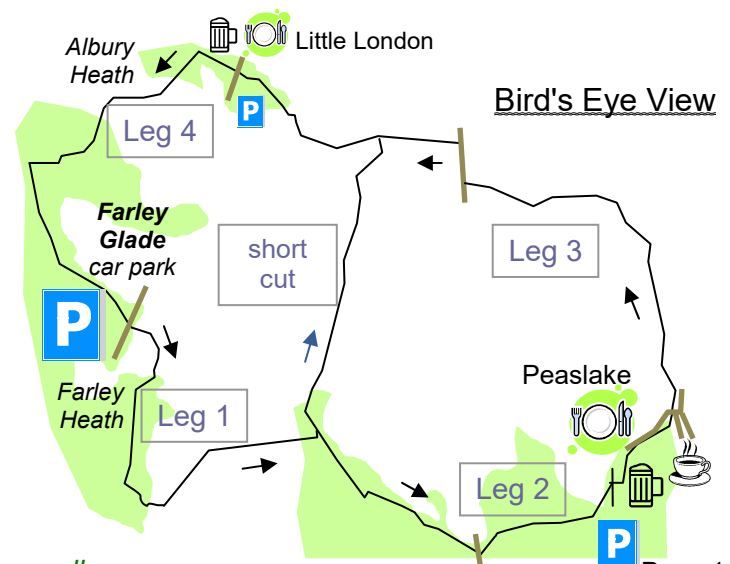 Albury
Heath
Little London
Bird's Eye View
P
Leg 4
Farley
Glade
car park
short
cut
Leg 3
P
Peaslake
Farley
Heath
Leg 1
Leg 2
P